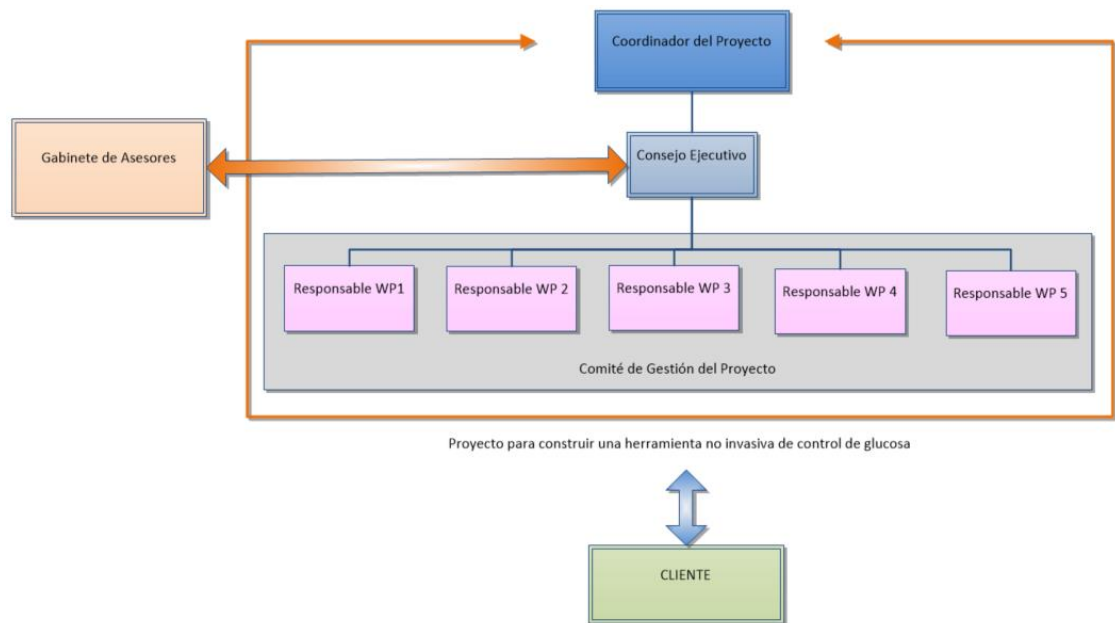 Coordinador del Proyecto
Gabinete de Asesores
Consejo Ejecutivo
Responsable WP1
Responsable WP 2
Responsable WP 3
Responsable WP 4
Responsable WP 5
Comité de Gestión del Proyecto
Proyecto para construir una herramienta no invasiva de control de glucosa
CLIENTE